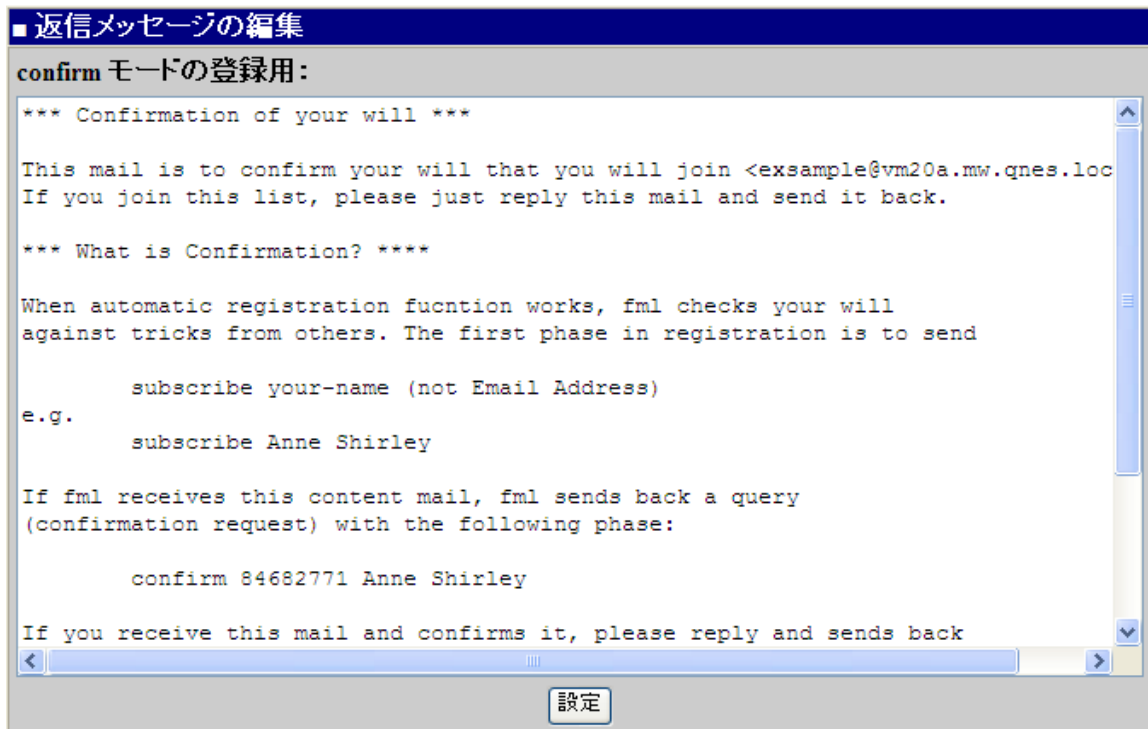 ■ 返信メッセージの編集
confirm モードの登録用：
*** Confirmation of your will ***
This mail is to confirm your will that you will join <exsample@vm20a.mw.qnes.loc
If you join this list, please just reply this mail and send it back.
*** What is Confirmation? ****
When automatic registration fucntion works, fml checks your will
against tricks from others. The first phase in registration is to send
subscribe your-name (not Email Address)
e.g.
subscribe Anne Shirley
If fml receives this content mail, fml sends back a query
(confirmation request) with the following phase:
confirm 84682771 Anne Shirley
If you receive this mail and confirms it, please reply and sends back
設定